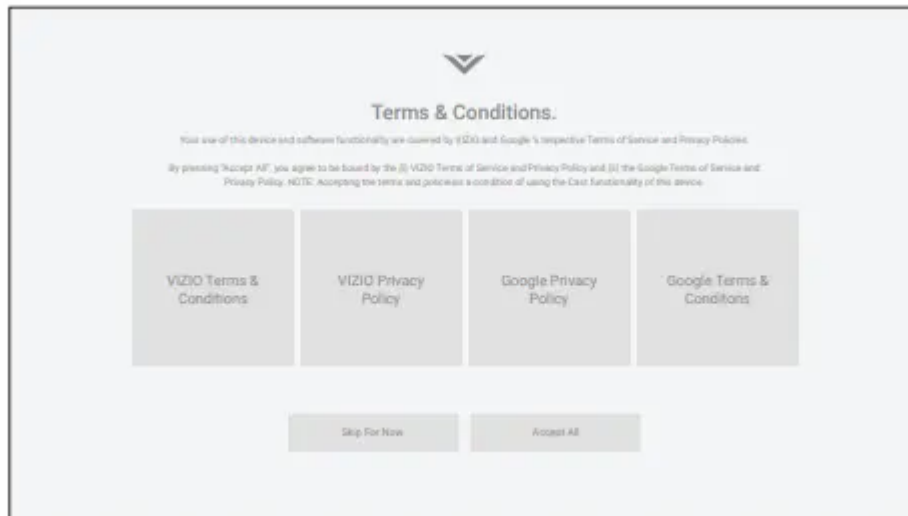 Terms & Conditions.
Your use of this device and software functionality are covered by VIZIO and Google 's respective Terms of Service and Privacy Policies.
By pressing "Accept All", you agree to be bound by the (i) VIZIO Terms of Service and Privacy Policy and (ii) the Google Terms of Service and
Privacy Policy. NOTE: Accepting the terms and policies is a condition of using the Cast functionality of this device.
VIZIO Terms &
Conditions
VIZIO Privacy
Policy
Google Privacy
Policy
Google Terms &
Conditons
Skip For Now
Accept All